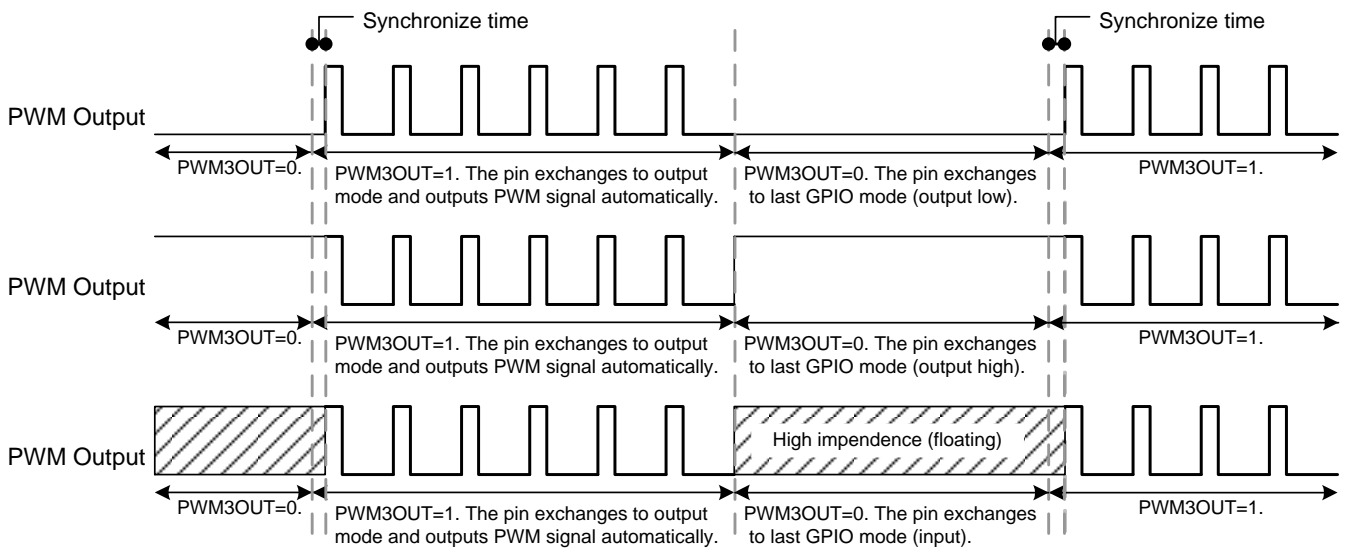 Synchronize time
Synchronize time
PWM Output
PWM3OUT=0.
PWM3OUT=1. The pin exchanges to output
mode and outputs PWM signal automatically.
PWM3OUT=0. The pin exchanges
to last GPIO mode (output low).
PWM3OUT=1.
PWM Output
PWM3OUT=0.
PWM3OUT=1. The pin exchanges to output
mode and outputs PWM signal automatically.
PWM3OUT=0. The pin exchanges
to last GPIO mode (output high).
PWM3OUT=1.
PWM Output
High impendence (floating)
PWM3OUT=0.
PWM3OUT=1. The pin exchanges to output
mode and outputs PWM signal automatically.
PWM3OUT=0. The pin exchanges
to last GPIO mode (input).
PWM3OUT=1.